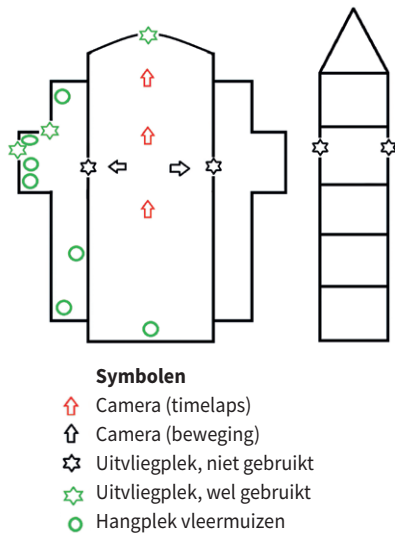 Symbolen
Camera (timelaps)
Camera (beweging)
Uitvliegplek, niet gebruikt
Uitvliegplek, wel gebruikt
Hangplek vleermuizen